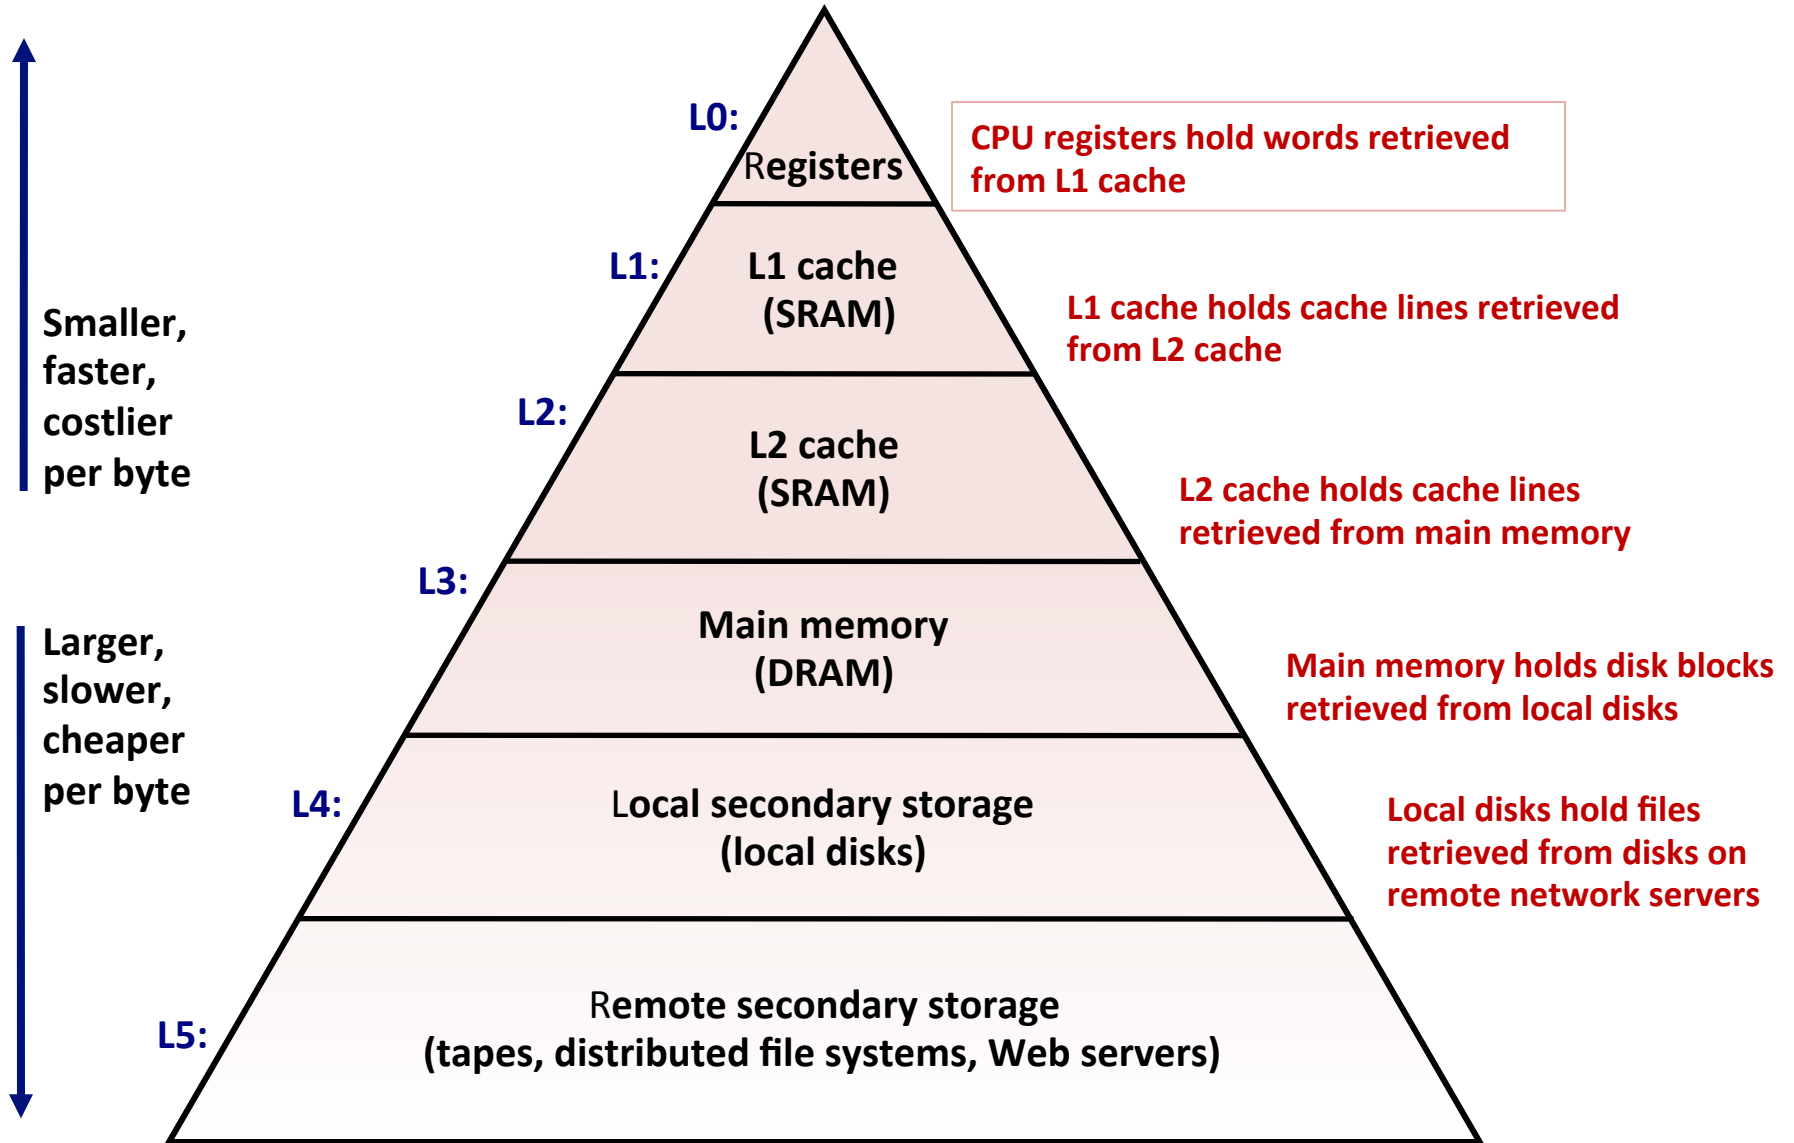 L0:
Registers
CPU registers hold words retrieved
from L1 cache
L1:
L1 cache
(SRAM)
L1 cache holds cache lines retrieved
from L2 cache
Smaller,
faster,
costlier
per byte
L2:
L2 cache
(SRAM)
L2 cache holds cache lines
retrieved from main memory
L3:
Main memory
(DRAM)
Main memory holds disk blocks
retrieved from local disks
Larger,
slower,
cheaper
per byte
L4:
Local secondary storage
(local disks)
Local disks hold files
retrieved from disks on
remote network servers
L5:
Remote secondary storage
(tapes, distributed file systems, Web servers)